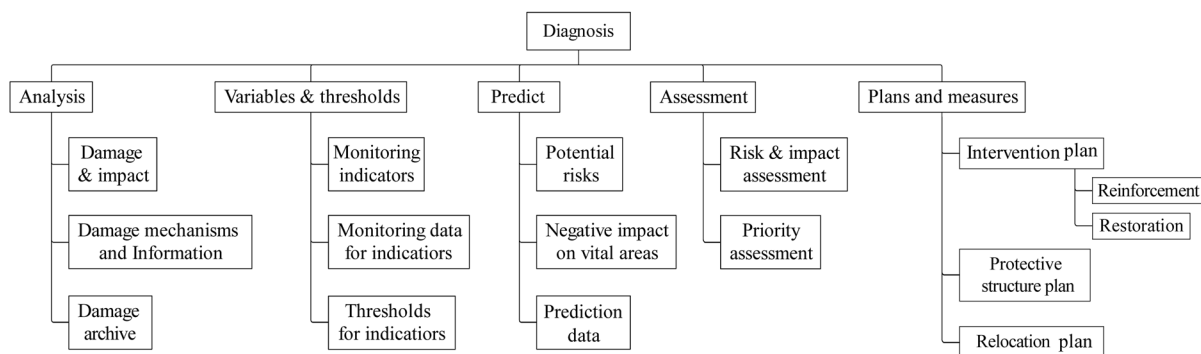 Diagnosis
Analysis
Variables & thresholds
Predict
Assessment
Plans and measures
Damage
& impact
Damage mechanisms
and Information
Damage
archive
Monitoring
indicators
Monitoring data
for indicatiors
Thresholds
for indicatiors
Potential
risks
Negative impact
on vital areas
Prediction
data
Risk & impact
assessment
Priority
assessment
Intervention plan
Reinforcement
Restoration
Protective
structure plan
Relocation plan